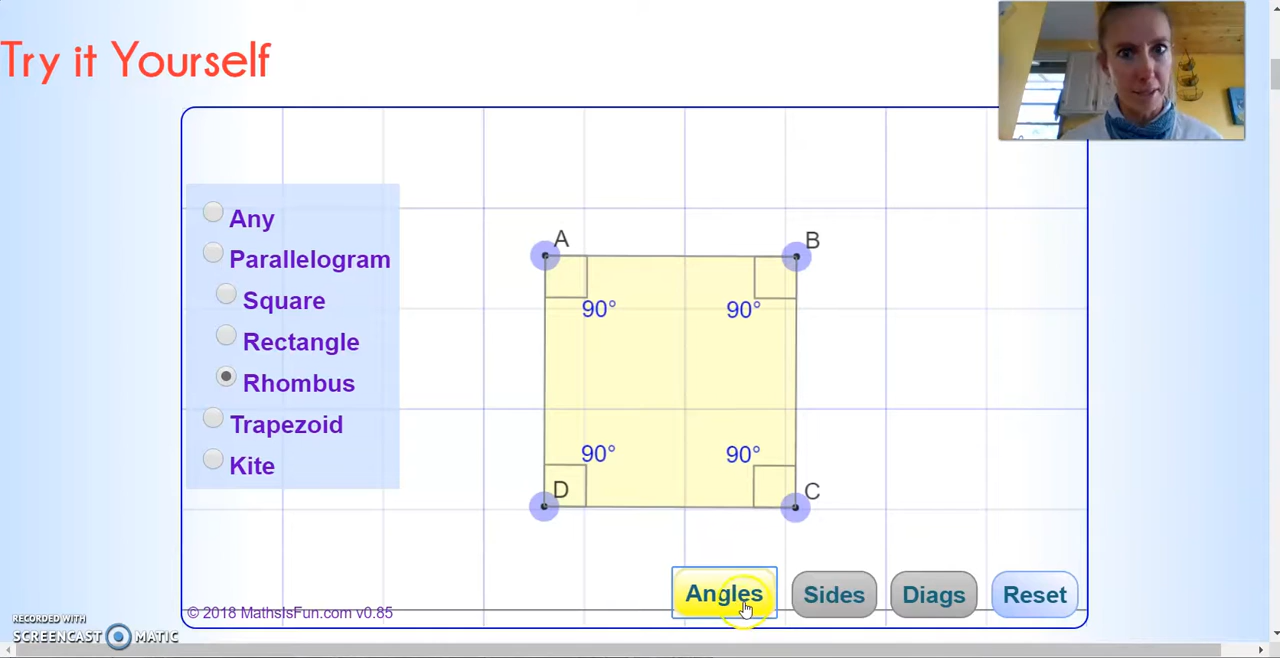 Try it Yourself
Any
Parallelogram
Square
Rectangle
Rhombus
Trapezoid
Kite
A
B
90°
90°
90°
90°
D
C
Angles
Sides
Diags
Reset
© 2018 MathsIsFun.com v0.85
RECORDED WITH
SCREENCAST MATIC